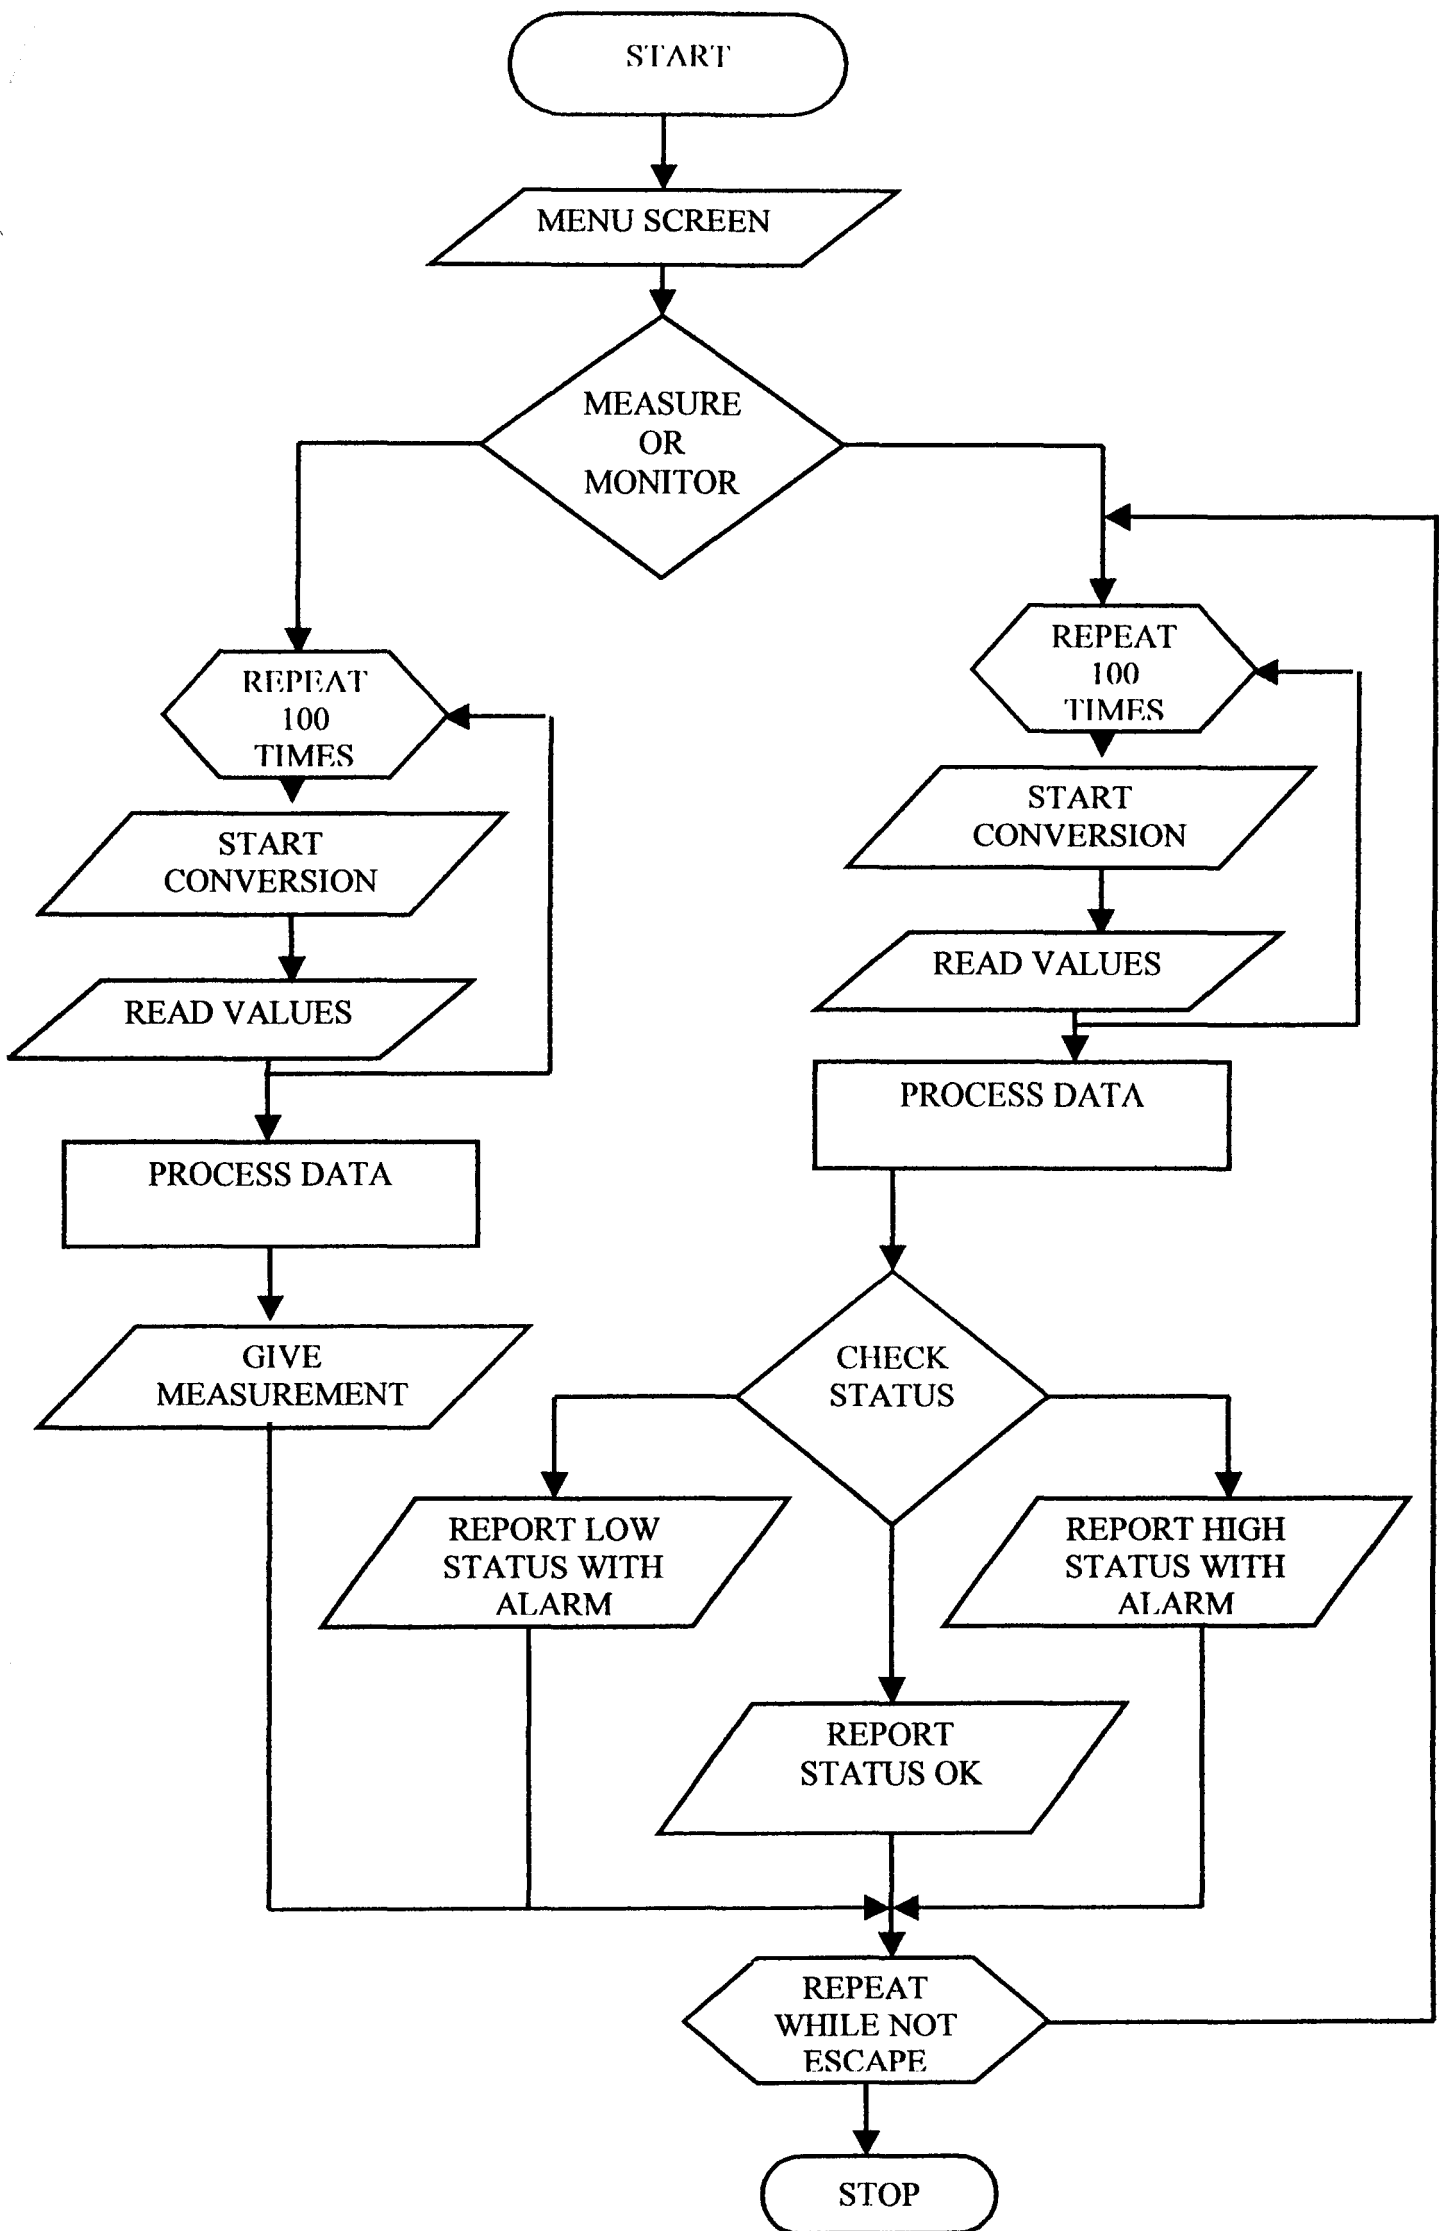 START
MENU SCREEN
MEASURE
OR
MONITOR
REPEAT
100
TIMES
START
CONVERSION
READ VALUES
PROCESS DATA
GIVE
MEASUREMENT
REPEAT
100
TIMES
START
CONVERSION
READ VALUES
PROCESS DATA
CHECK
STATUS
REPORT LOW
STATUS WITH
ALARM
REPORT HIGH
STATUS WITH
ALARM
REPORT
STATUS OK
REPEAT
WHILE NOT
ESCAPE
STOP